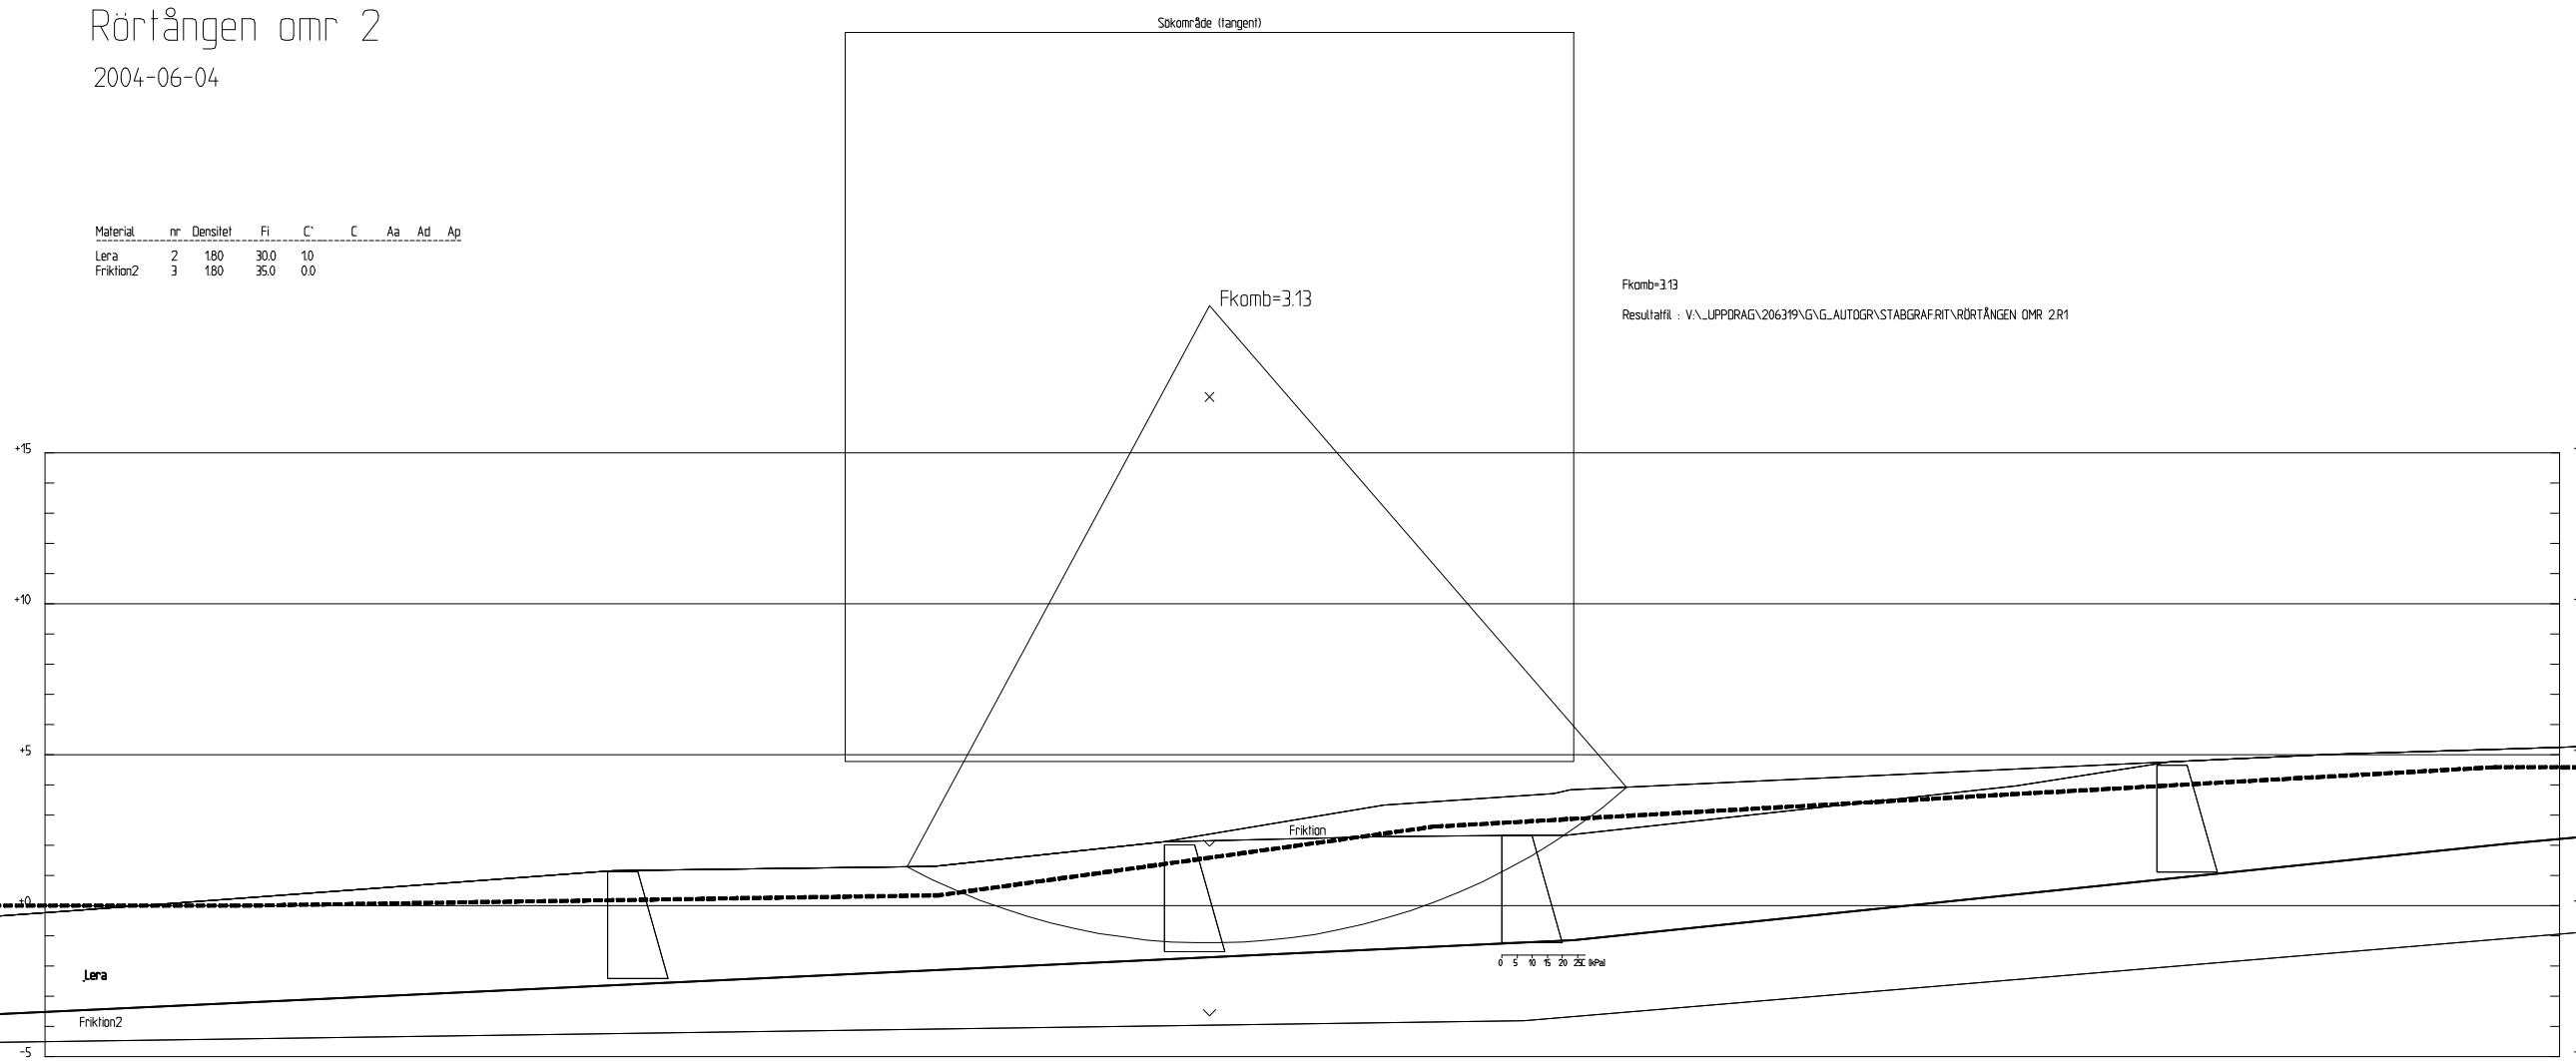 Rörtången omr 2
2004-06-04
Sökområde (tangent)
Material nr Densitet Fi C' C Aa Ad Ap
Lera 2 1.80 30.0 1.0
Friktion2 3 1.80 35.0 0.0
Fkomb=3.13
Fkomb=3.13
Resultatfil : V:\_UPPDRAG\206319\G\G_AUTOGR\STABGRAF.RIT\RÖRTÅNGEN OMR 2.R1
+15
+10
+5
Friktion
+0
0 5 10 15 20 25C (kPa)
Lera
Friktion2
-5